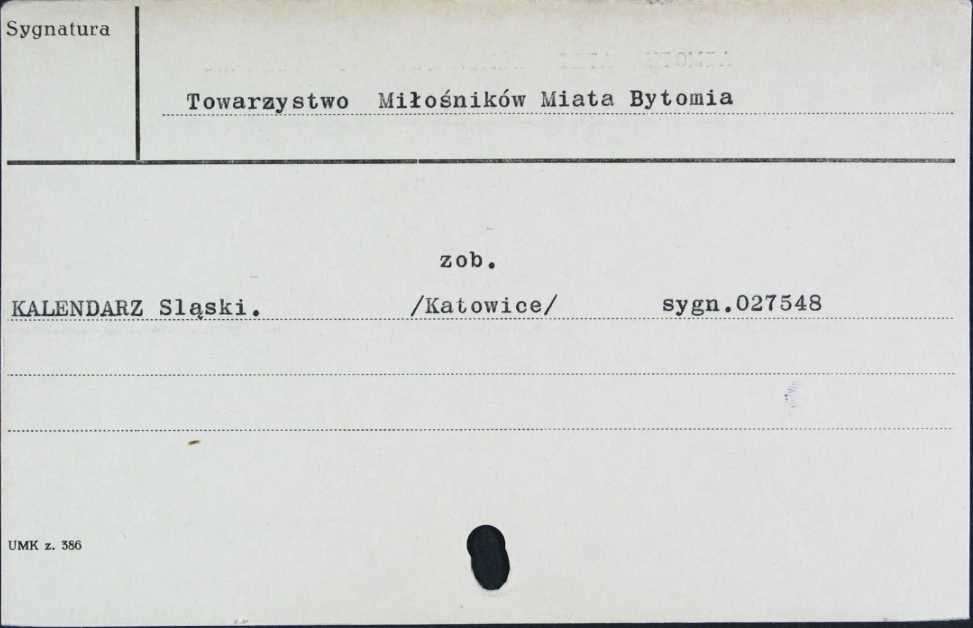 Sygnatura
Towarzystwo Miłośników Miata Bytomia
zob.
KALENDARZ Sląski. /Katowice/ sygn.027548
UMK z. 386